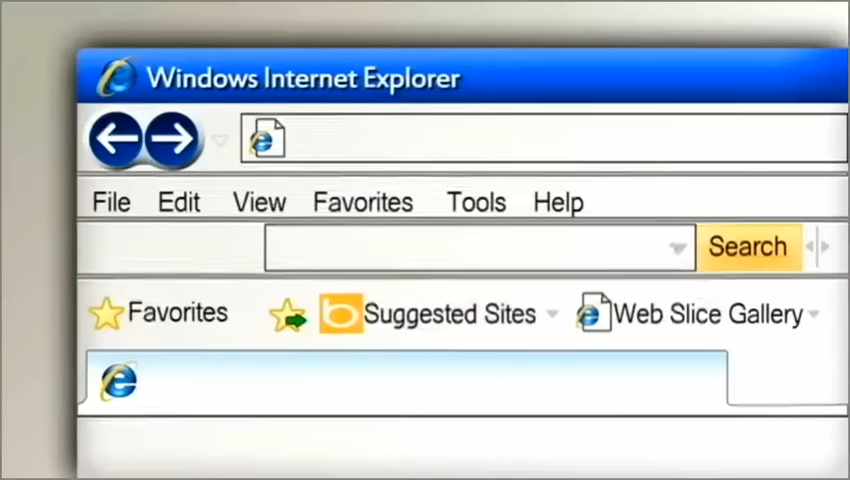 Windows Internet Explorer
File Edit View Favorites Tools Help
Search
Favorites Suggested Sites Web Slice Gallery